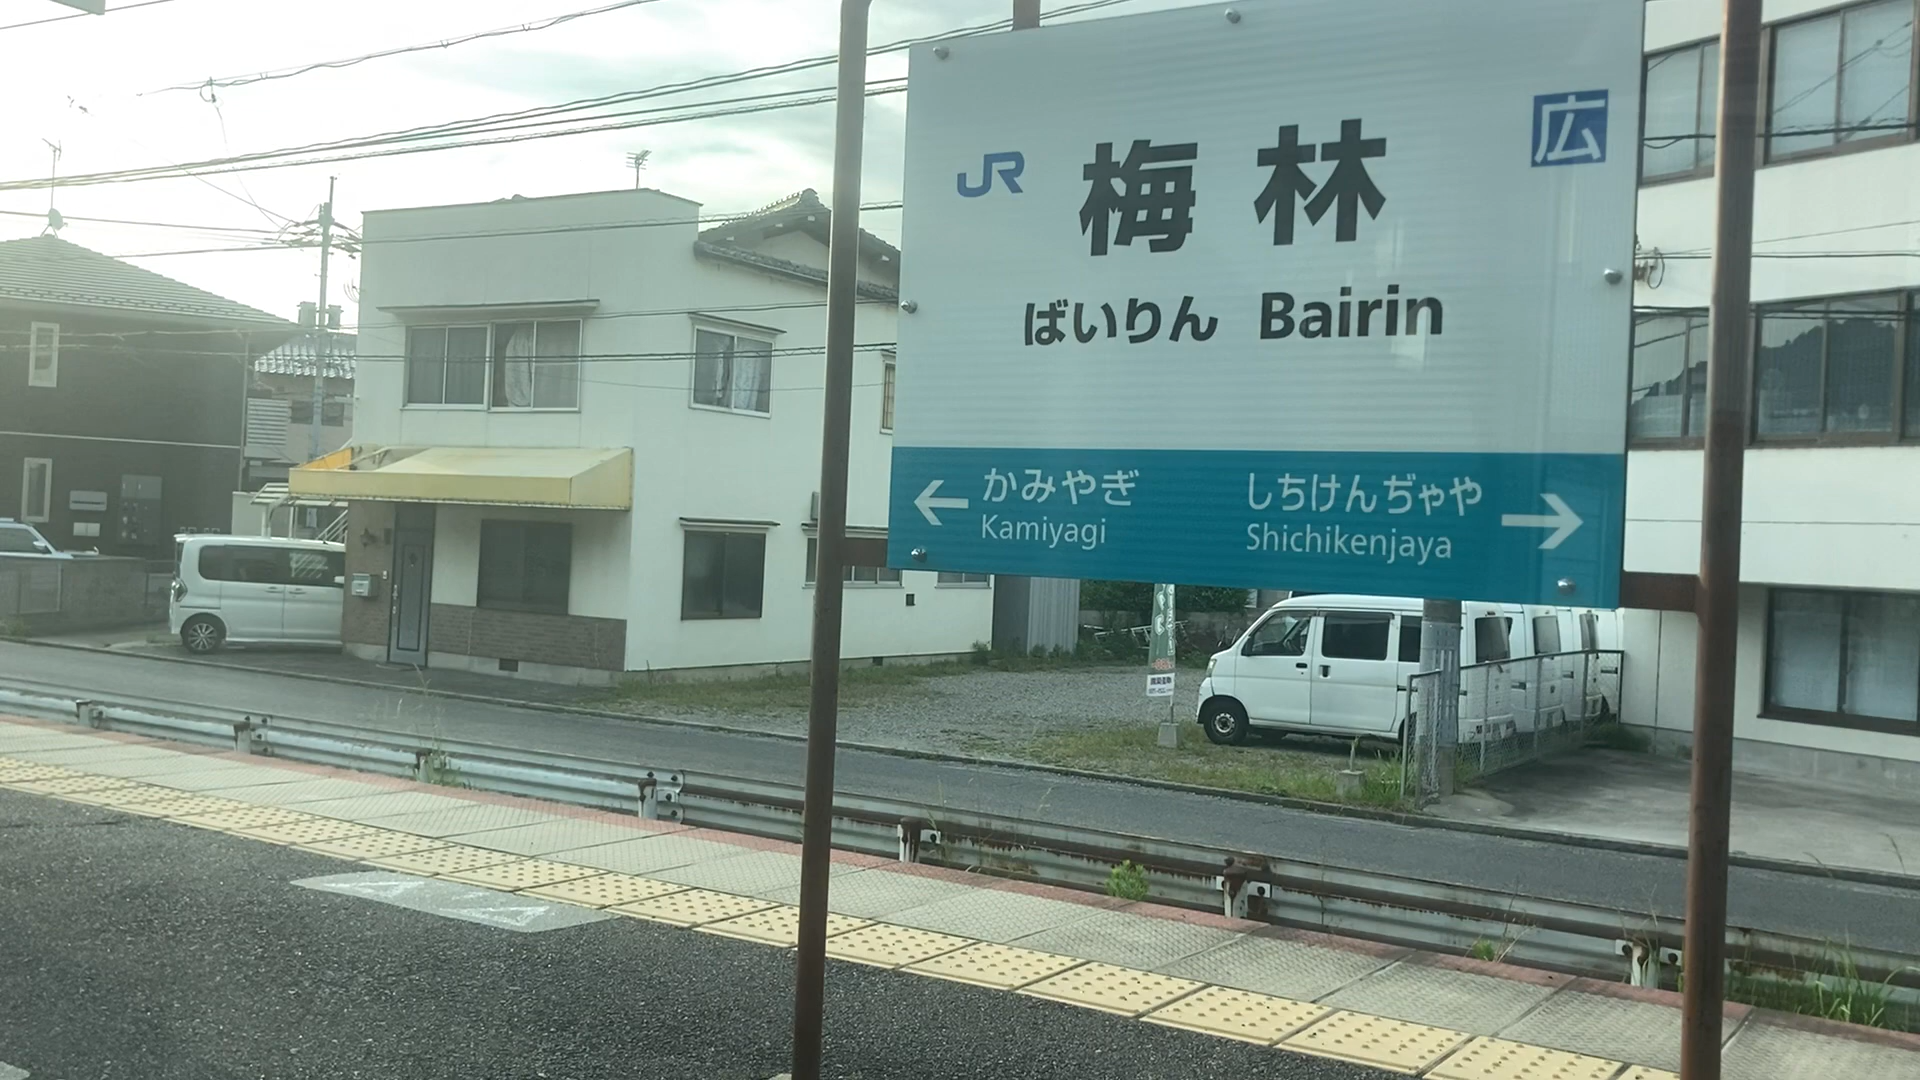 JR 梅林 広
ばいりん Bairin
← かみやぎ しちけんぢゃや →
Kamiyagi Shichikenjaya